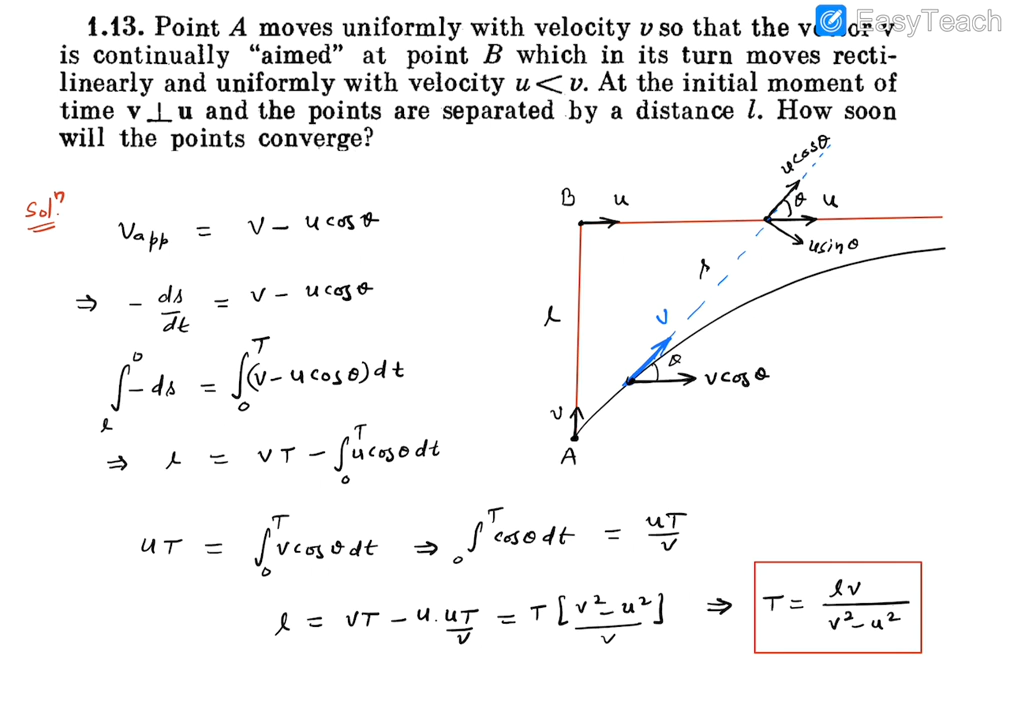 EasyTeach
1.13. Point A moves uniformly with velocity v so that the v or v
is continually “aimed” at point B which in its turn moves recti-
linearly and uniformly with velocity u < v. At the initial moment of
time v ⊥ u and the points are separated by a distance l. How soon
will the points converge?
Solⁿ.
V_app = v - u cos θ
⇒ - ds/dt = v - u cos θ
∫_l^0 - ds = ∫_0^T (v - u cos θ) dt
⇒ l = vT - ∫_0^T u cos θ dt
uT = ∫_0^T v cos θ dt ⇒ ∫_0^T cos θ dt = uT/v
l = vT - u. uT/v = T [v² - u²]/v ⇒ T = lv/(v² - u²)
u cos θ
B u θ u
u sin θ
l v θ
v cos θ
v
A